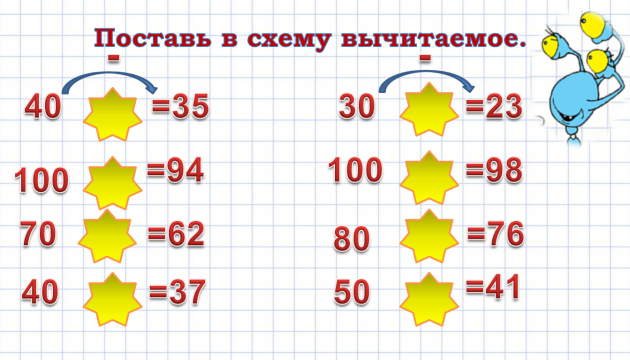 Поставь в схему вычитаемое.
- -
40 =35 30 =23
100 =94 100 =98
70 =62 80 =76
40 =37 50 =41